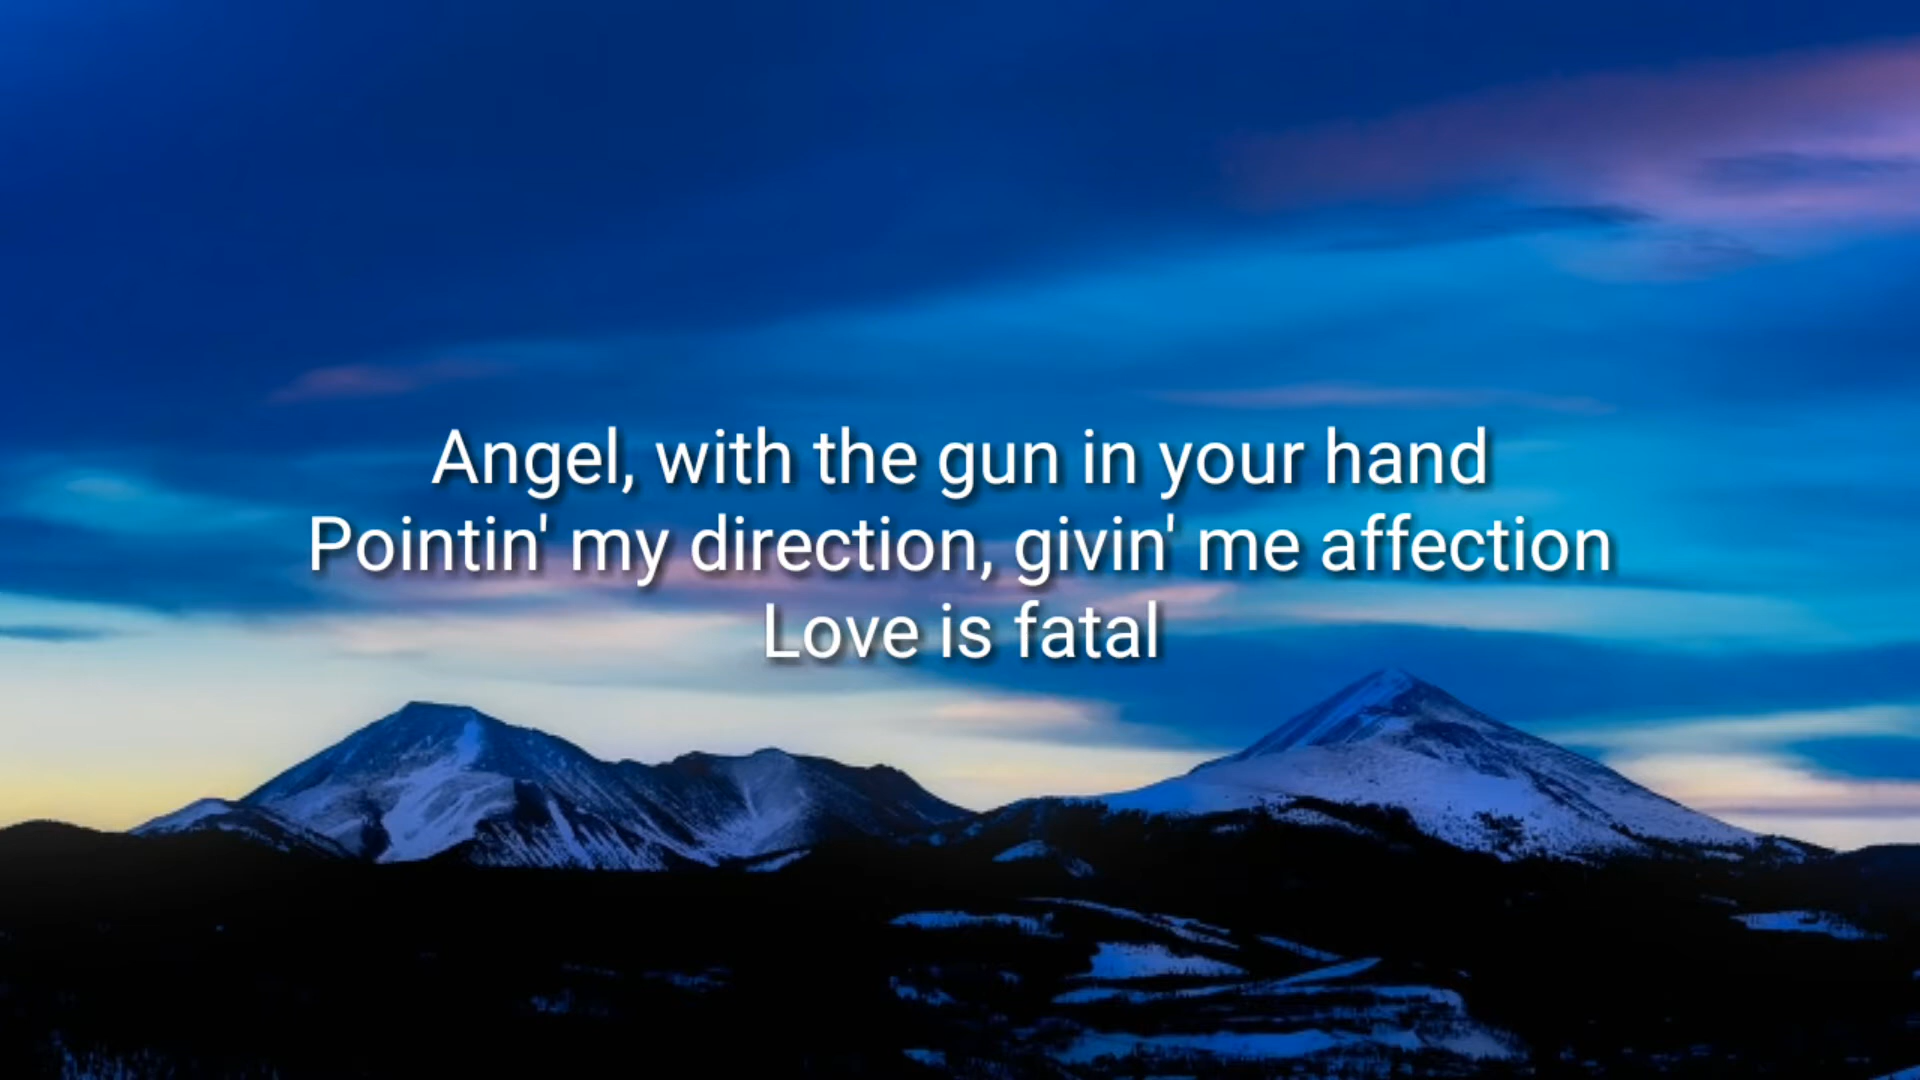 Angel, with the gun in your hand
Pointin' my direction, givin' me affection
Love is fatal